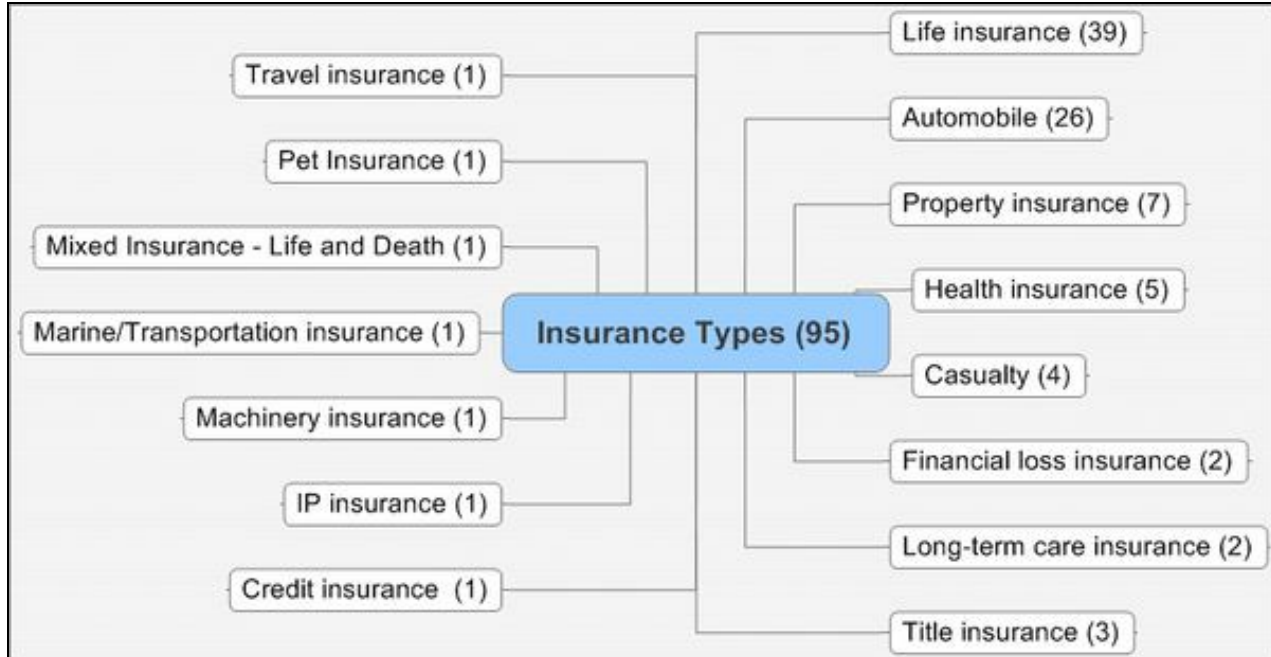 Life insurance (39)
Travel insurance (1)
Automobile (26)
Pet Insurance (1)
Property insurance (7)
Mixed Insurance - Life and Death (1)
Health insurance (5)
Marine/Transportation insurance (1)
Insurance Types (95)
Casualty (4)
Machinery insurance (1)
Financial loss insurance (2)
IP insurance (1)
Long-term care insurance (2)
Credit insurance (1)
Title insurance (3)